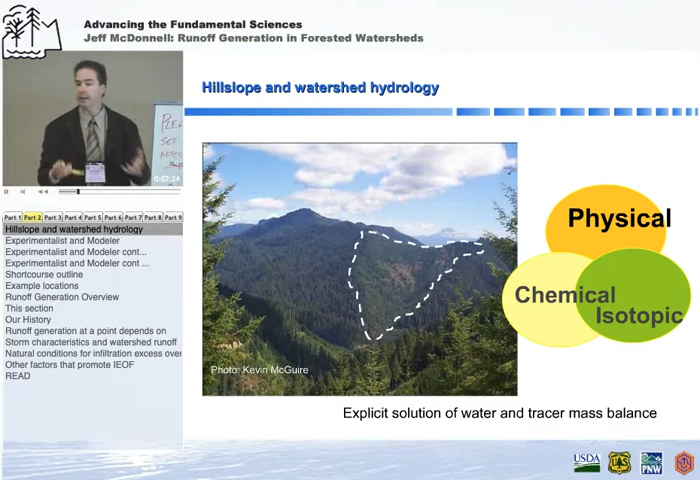 Advancing the Fundamental Sciences
Jeff McDonnell: Runoff Generation in Forested Watersheds
Hillslope and watershed hydrology
0:02:24
Part 1 Part 2 Part 3 Part 4 Part 5 Part 6 Part 7 Part 8 Part 9
Hillslope and watershed hydrology
Experimentalist and Modeler
Experimentalist and Modeler cont...
Experimentalist and Modeler cont ...
Shortcourse outline
Example locations
Runoff Generation Overview
This section
Our History
Runoff generation at a point depends on
Storm characteristics and watershed runoff
Natural conditions for infiltration excess over
Other factors that promote IEOF
READ
Photo: Kevin McGuire
Physical
Chemical
Isotopic
Explicit solution of water and tracer mass balance
USDA
UAS
PNW